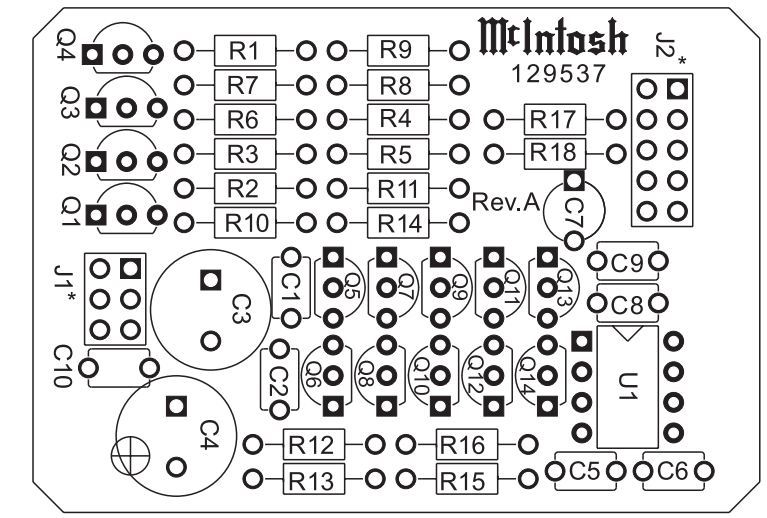 McIntosh
129537
J2*
Q4
R1
R9
R7
R8
Q3
R6
R4
R17
R3
R5
R18
Q2
R2
R11
Rev.A
C7
Q1
R10
R14
J1*
C3
C1
Q5
Q7
Q9
Q11
Q13
C9
C8
C10
C2
Q6
Q8
Q10
Q12
Q14
U1
C4
R12
R16
R13
R15
C5
C6